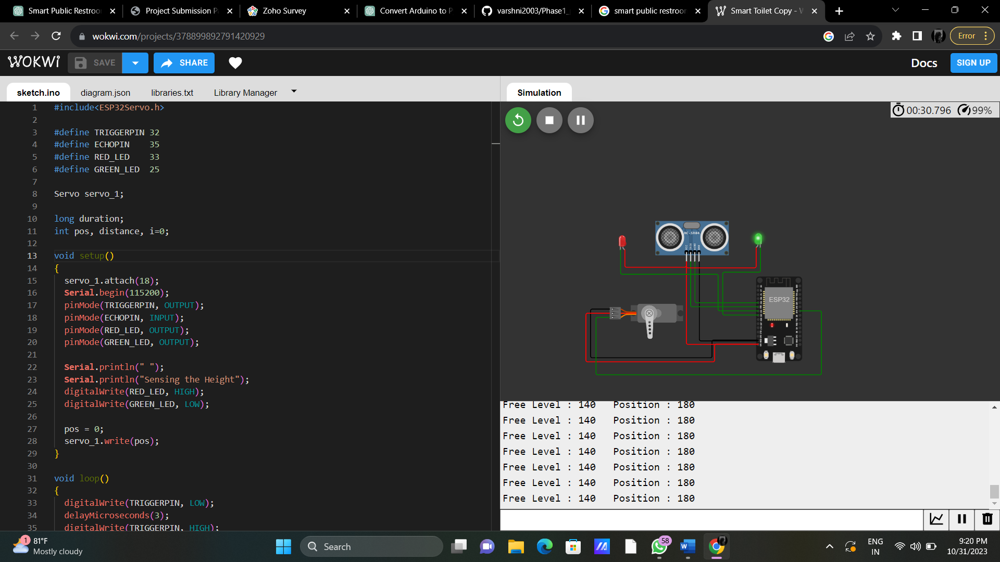 Smart Public Restroo
Project Submission P
Zoho Survey
Convert Arduino to P
varshni2003/Phase1_
smart public restroor
Smart Toilet Copy - W
wokwi.com/projects/378899892791420929
Error
WOKWi
SAVE
SHARE
Docs
SIGN UP
sketch.ino
diagram.json
libraries.txt
Library Manager
Simulation
1 #include<ESP32Servo.h>
2
3 #define TRIGGERPIN 32
4 #define ECHOPIN 35
5 #define RED_LED 33
6 #define GREEN_LED 25
7
8 Servo servo_1;
9
10 long duration;
11 int pos, distance, i=0;
12
13 void setup()
14 {
15 servo_1.attach(18);
16 Serial.begin(115200);
17 pinMode(TRIGGERPIN, OUTPUT);
18 pinMode(ECHOPIN, INPUT);
19 pinMode(RED_LED, OUTPUT);
20 pinMode(GREEN_LED, OUTPUT);
21
22 Serial.println(" ");
23 Serial.println("Sensing the Height");
24 digitalWrite(RED_LED, HIGH);
25 digitalWrite(GREEN_LED, LOW);
26
27 pos = 0;
28 servo_1.write(pos);
29 }
30
31 void loop()
32 {
33 digitalWrite(TRIGGERPIN, LOW);
34 delayMicroseconds(3);
35 digitalWrite(TRIGGERPIN, HIGH);
00:30.796 99%
HC-SR04
ESP32
Free Level : 140 Position : 180
Free Level : 140 Position : 180
Free Level : 140 Position : 180
Free Level : 140 Position : 180
Free Level : 140 Position : 180
Free Level : 140 Position : 180
Free Level : 140 Position : 180
1
81°F
Mostly cloudy
Search
58
ENG
IN
9:20 PM
10/31/2023